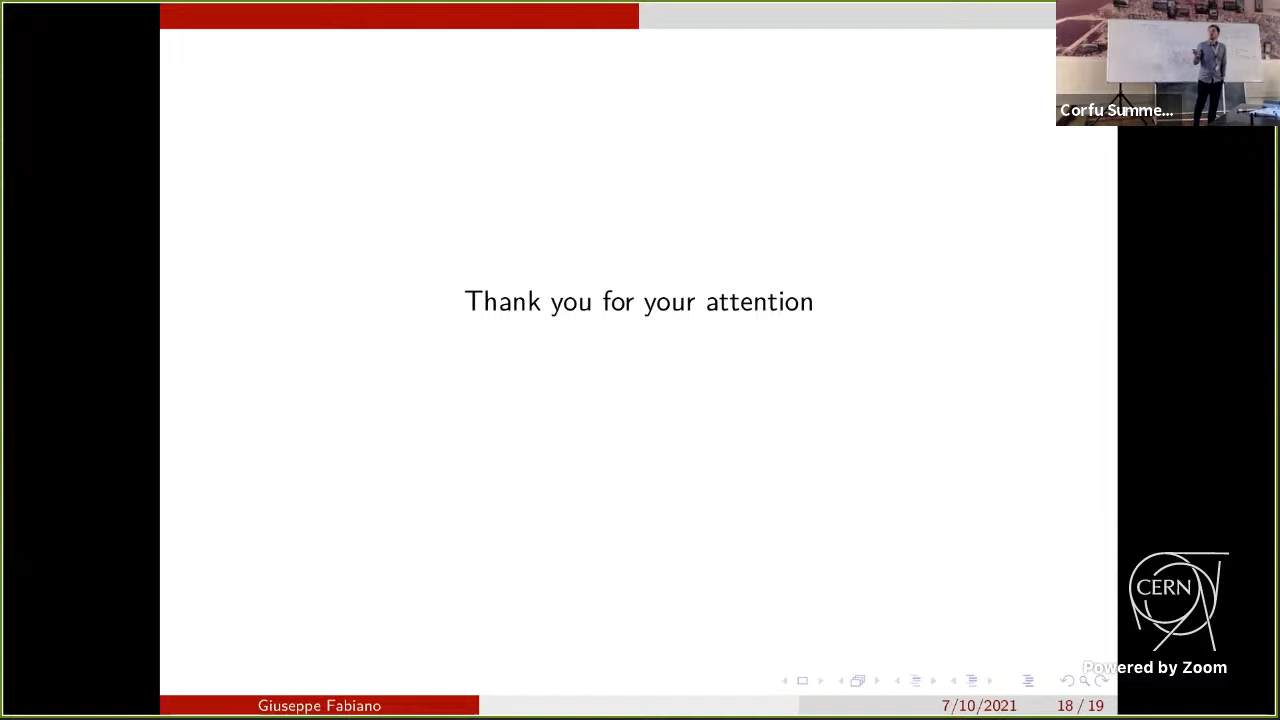 Corfu Summe...
Thank you for your attention
CERN
Powered by Zoom
Giuseppe Fabiano
7/10/2021
18 / 19